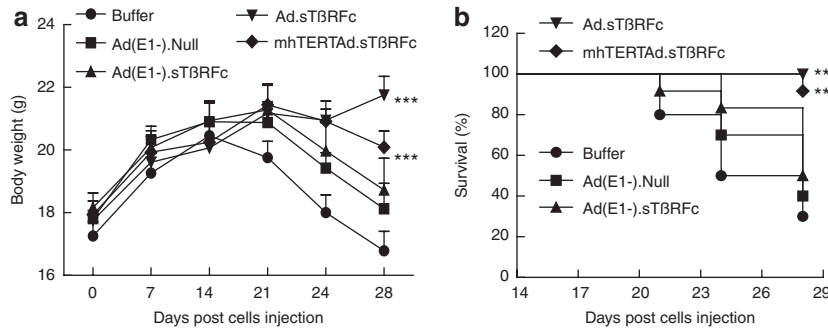 a
Buffer
Ad(E1-).Null
Ad(E1-).sTβRFc
Ad.sTβRFc
mhTERTAd.sTβRFc
Body weight (g)
22
20
18
16
***
***
0 7 14 21 24 28
Days post cells injection
b
Ad.sTβRFc
mhTERTAd.sTβRFc
Survival (%)
120
100
80
60
40
20
0
**
**
Buffer
Ad(E1-).Null
Ad(E1-).sTβRFc
14 17 20 23 26 29
Days post cells injection